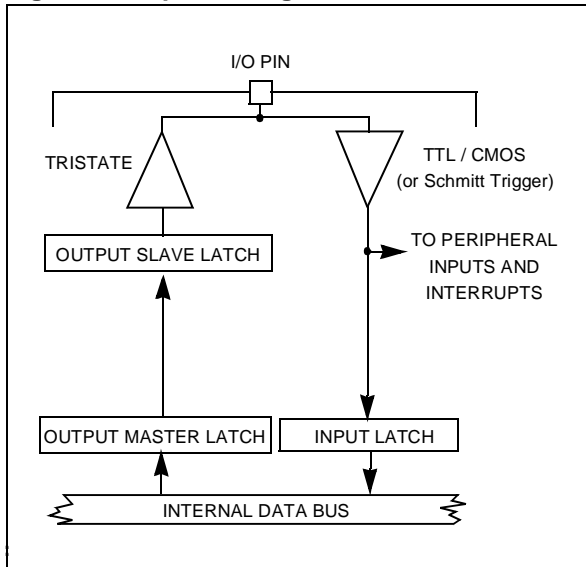 I/O PIN
TRISTATE
TTL / CMOS
(or Schmitt Trigger)
TO PERIPHERAL
INPUTS AND
INTERRUPTS
OUTPUT SLAVE LATCH
OUTPUT MASTER LATCH
INPUT LATCH
INTERNAL DATA BUS